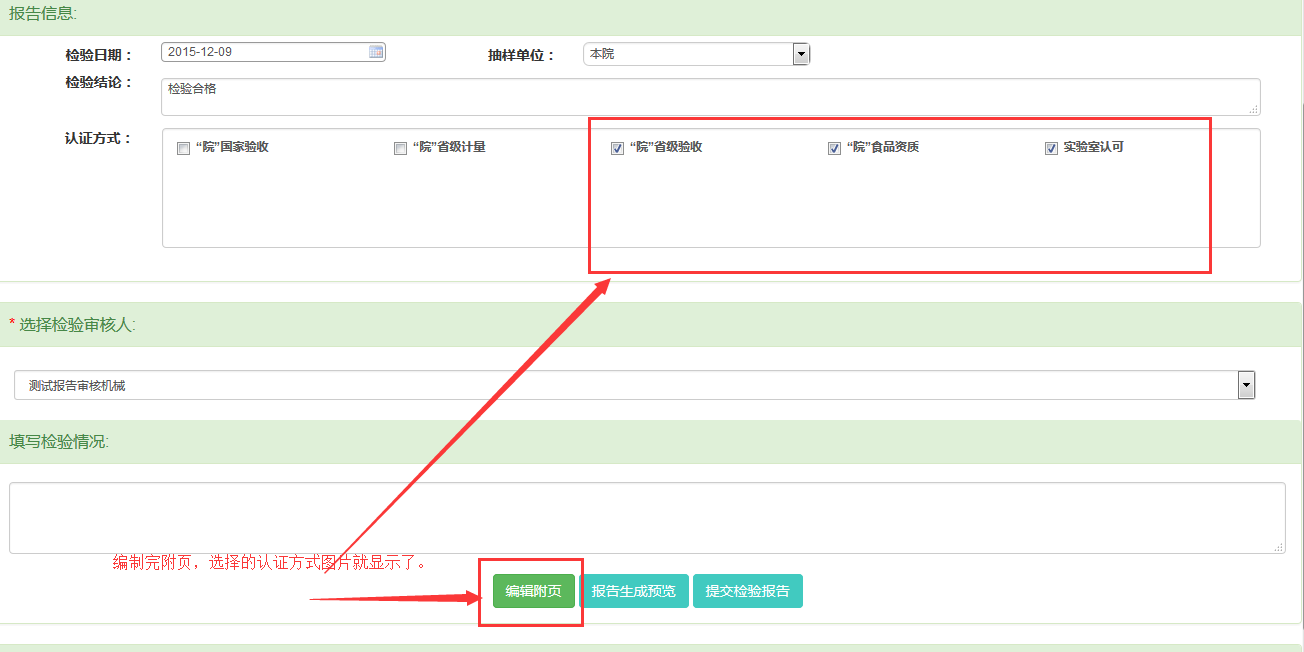 报告信息:
检验日期： 2015-12-09 抽样单位： 本院
检验结论： 检验合格
认证方式： “院”国家验收 “院”省级计量 “院”省级验收 “院”食品资质 实验室认可
* 选择检验审核人:
测试报告审核机械
填写检验情况:
编制完附页，选择的认证方式图片就显示了。
编辑附页 报告生成预览 提交检验报告